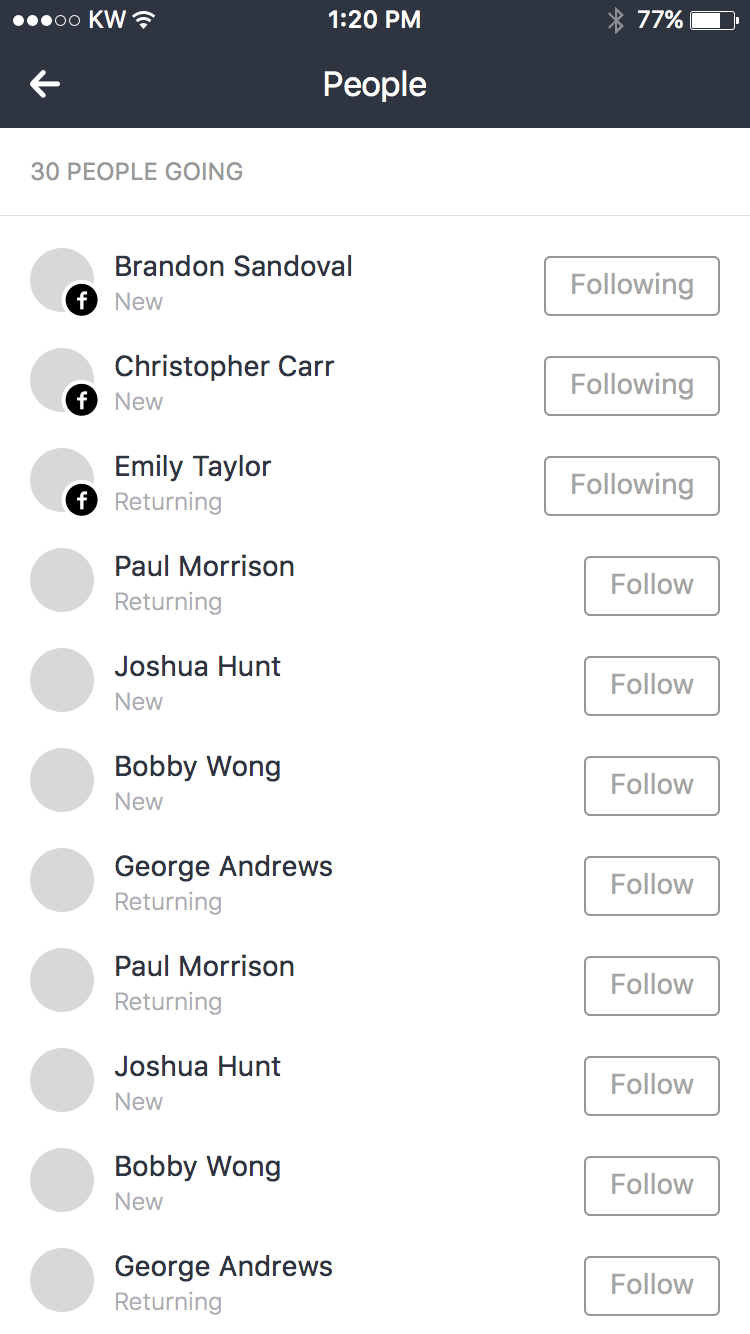 KW 1:20 PM 77%
People
30 PEOPLE GOING
Brandon Sandoval
New
Following
Christopher Carr
New
Following
Emily Taylor
Returning
Following
Paul Morrison
Returning
Follow
Joshua Hunt
New
Follow
Bobby Wong
New
Follow
George Andrews
Returning
Follow
Paul Morrison
Returning
Follow
Joshua Hunt
New
Follow
Bobby Wong
New
Follow
George Andrews
Returning
Follow